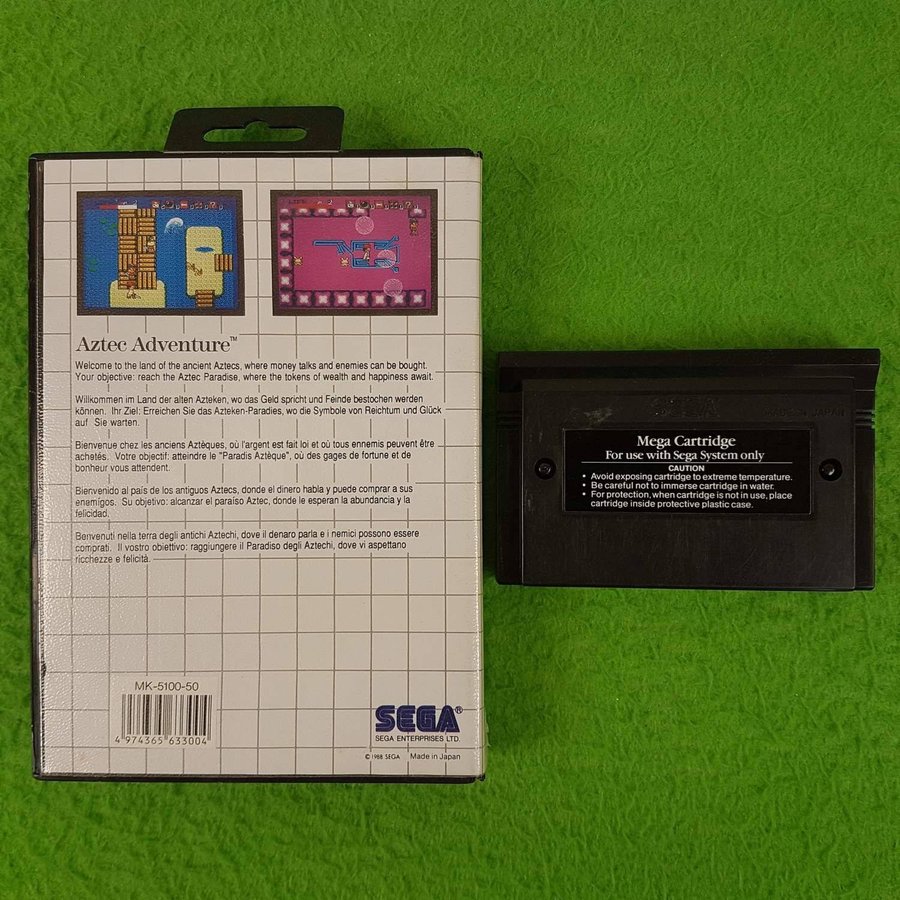 Aztec Adventure™
Welcome to the land of the ancient Aztecs, where money talks and enemies can be bought.
Your objective: reach the Aztec Paradise, where the tokens of wealth and happiness await.
Willkommen im Land der alten Azteken, wo das Geld spricht und Feinde bestochen werden
können. Ihr Ziel: Erreichen Sie das Azteken-Paradies, wo die Symbole von Reichtum und Glück
auf Sie warten.
Bienvenue chez les anciens Aztèques, où l'argent est fait loi et où tous ennemis peuvent être
achetés. Votre objectif: atteindre le "Paradis Aztèque", où des gages de fortune et de
bonheur vous attendent.
Bienvenido al país de los antiguos Aztecs, donde el dinero habla y puede comprar a sus
enemigos. Su objetivo: alcanzar el paraíso Aztec, donde le esperan la abundancia y la
felicidad.
Benvenuti nella terra degli antichi Aztechi, dove il denaro parla e i nemici possono essere
comprati. Il vostro obiettivo: raggiungere il Paradiso degli Aztechi, dove vi aspettano
ricchezze e felicità.
MK-5100-50
4 974365 633004
SEGA®
SEGA ENTERPRISES LTD.
© 1988 SEGA Made in Japan
MADE IN JAPAN
Mega Cartridge
For use with Sega System only
CAUTION
• Avoid exposing cartridge to extreme temperature.
• Be careful not to immerse cartridge in water.
• For protection, when cartridge is not in use, place
cartridge inside protective plastic case.